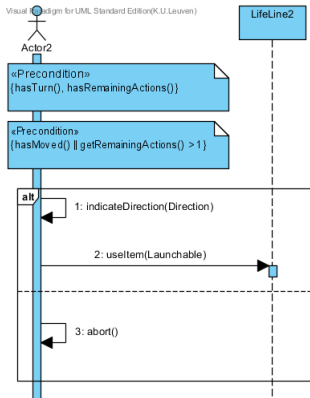 Visual Paradigm for UML Standard Edition(K.U.Leuven)
LifeLine2
Actor2
«Precondition»
{hasTurn(), hasRemainingActions()}
«Precondition»
{hasMoved() || getRemainingActions() > 1}
alt
1: indicateDirection(Direction)
2: useItem(Launchable)
3: abort()